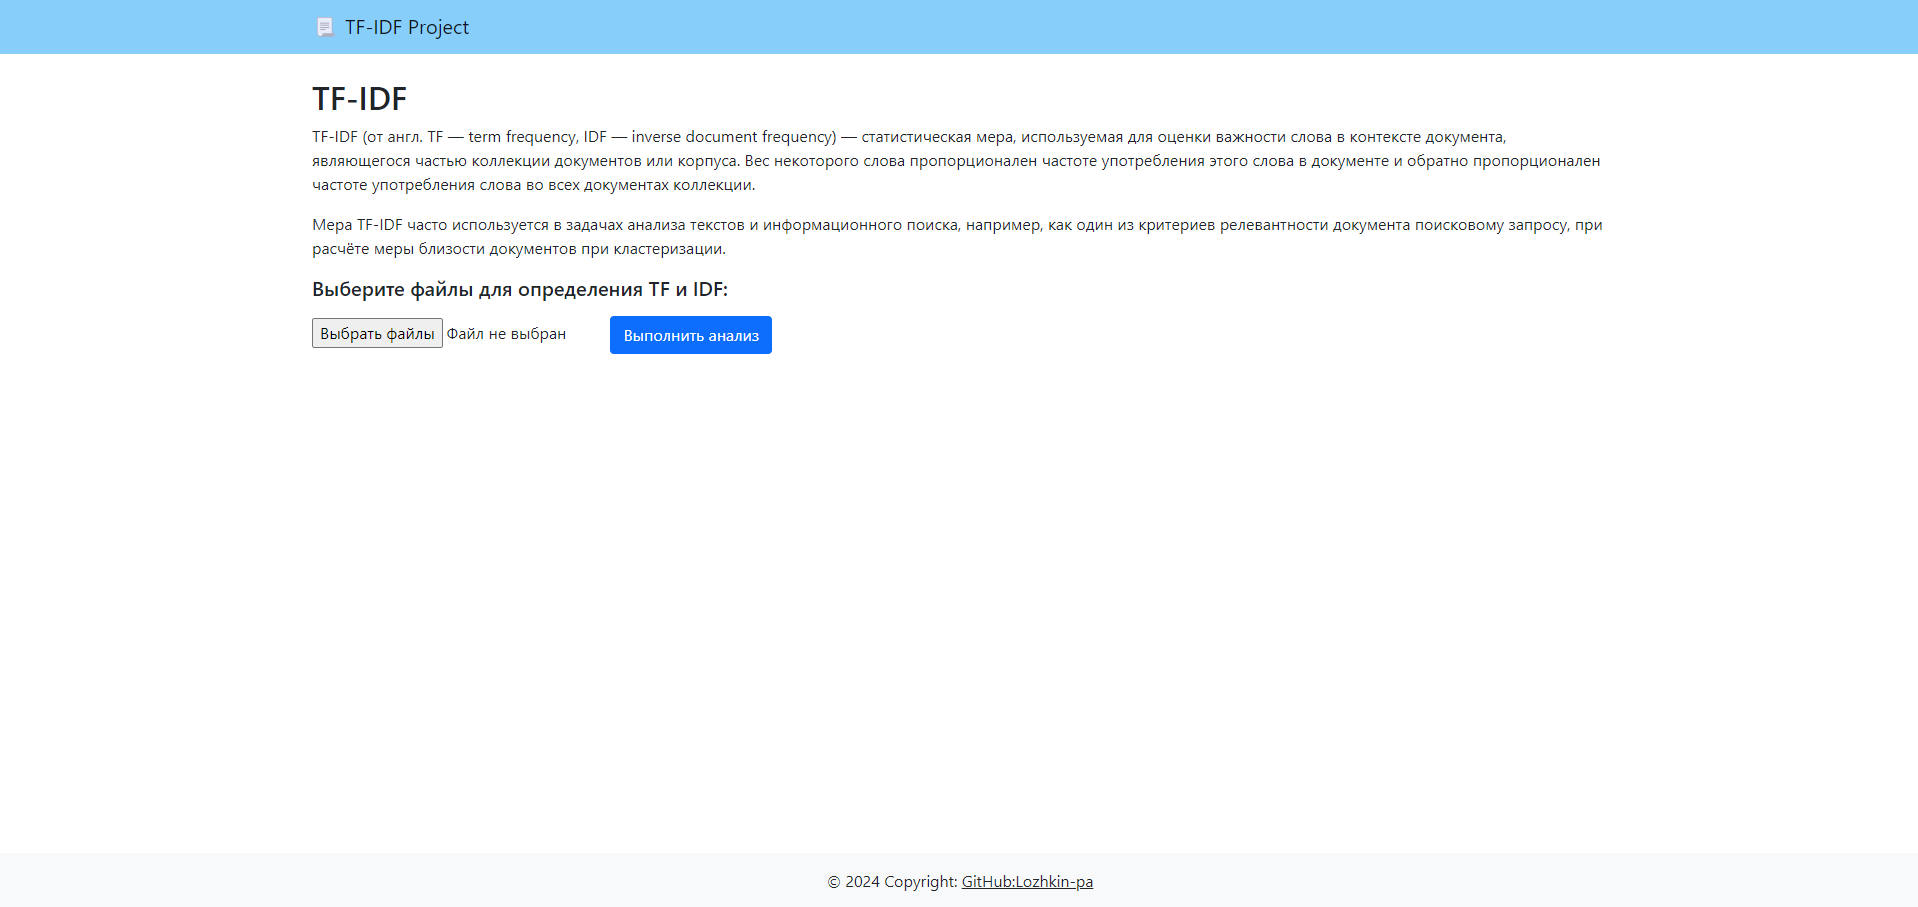 TF-IDF Project
TF-IDF
TF-IDF (от англ. TF — term frequency, IDF — inverse document frequency) — статистическая мера, используемая для оценки важности слова в контексте документа,
являющегося частью коллекции документов или корпуса. Вес некоторого слова пропорционален частоте употребления этого слова в документе и обратно пропорционален
частоте употребления слова во всех документах коллекции.
Мера TF-IDF часто используется в задачах анализа текстов и информационного поиска, например, как один из критериев релевантности документа поисковому запросу, при
расчёте меры близости документов при кластеризации.
Выберите файлы для определения TF и IDF:
Выбрать файлы Файл не выбран Выполнить анализ
© 2024 Copyright: GitHub:Lozhkin-pa